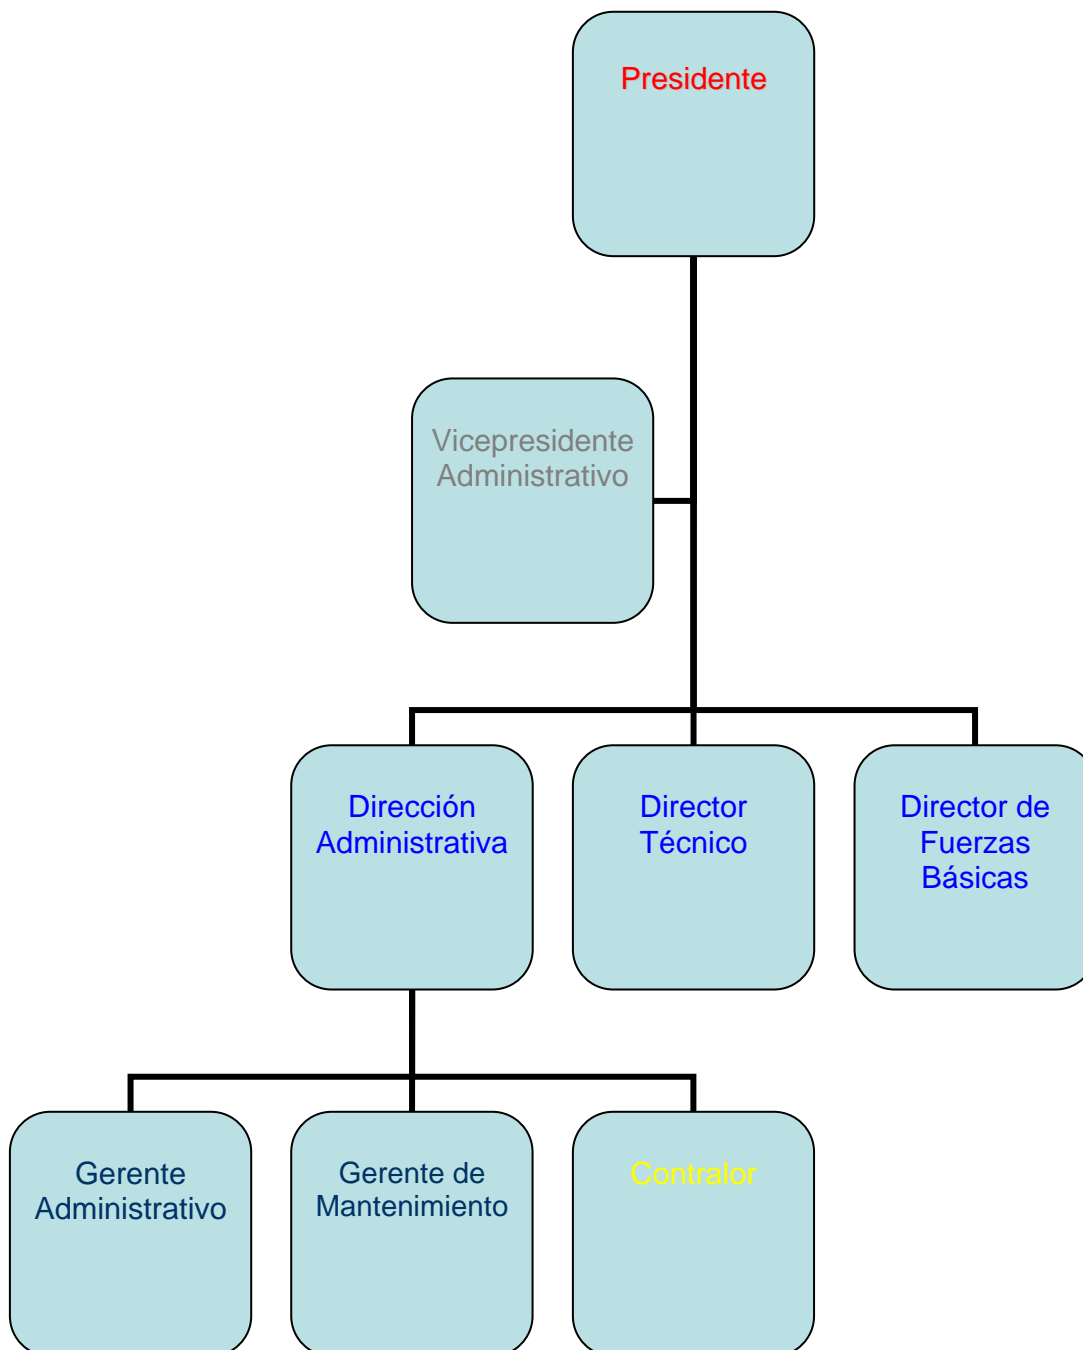 Presidente
Vicepresidente
Administrativo
Dirección
Administrativa
Director
Técnico
Director de
Fuerzas
Básicas
Gerente
Administrativo
Gerente de
Mantenimiento
Contralor